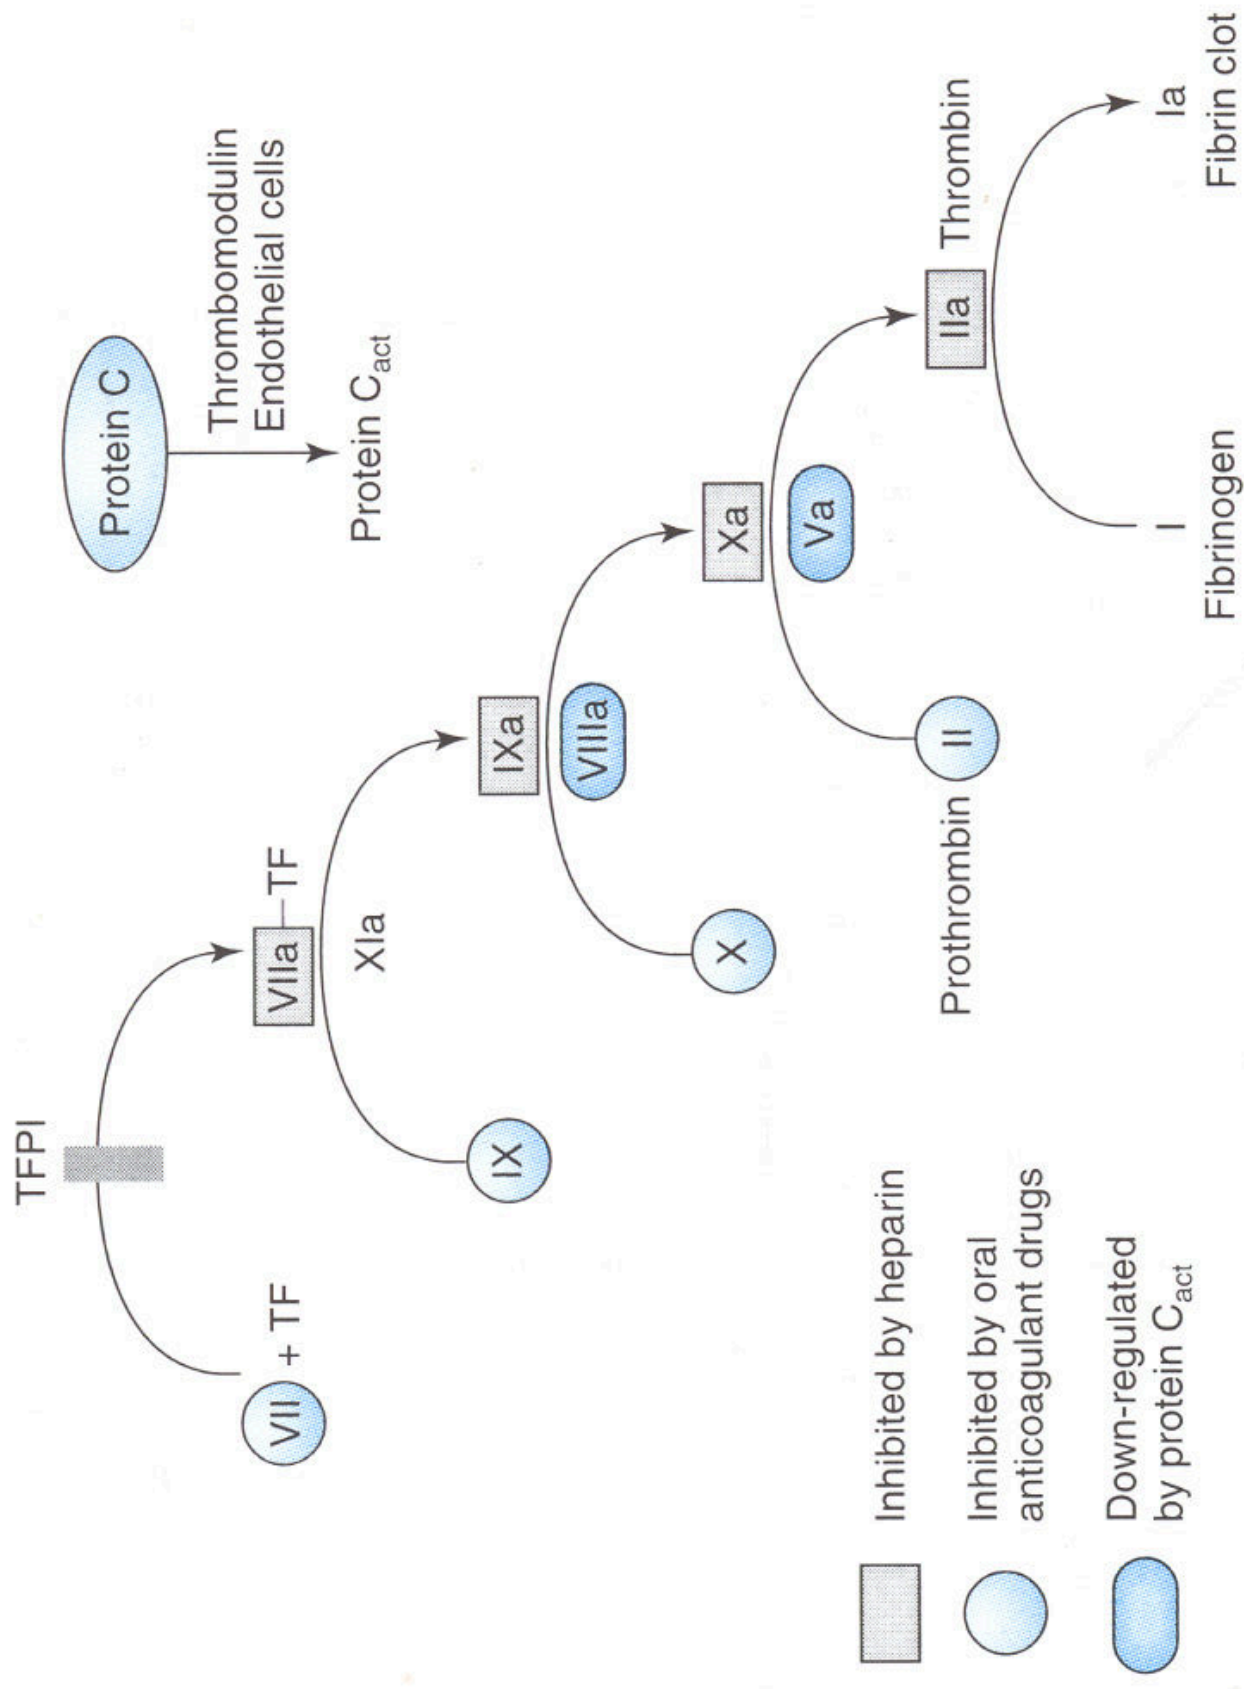 TFPI
VII + TF
VIIa TF
XIa
IX
IXa
VIIIa
X
Xa
Va
Prothrombin II
IIa Thrombin
I
Fibrinogen
Ia
Fibrin clot
Protein C
Thrombomodulin
Endothelial cells
Protein Cact
Inhibited by heparin
Inhibited by oral
anticoagulant drugs
Down-regulated
by protein Cact